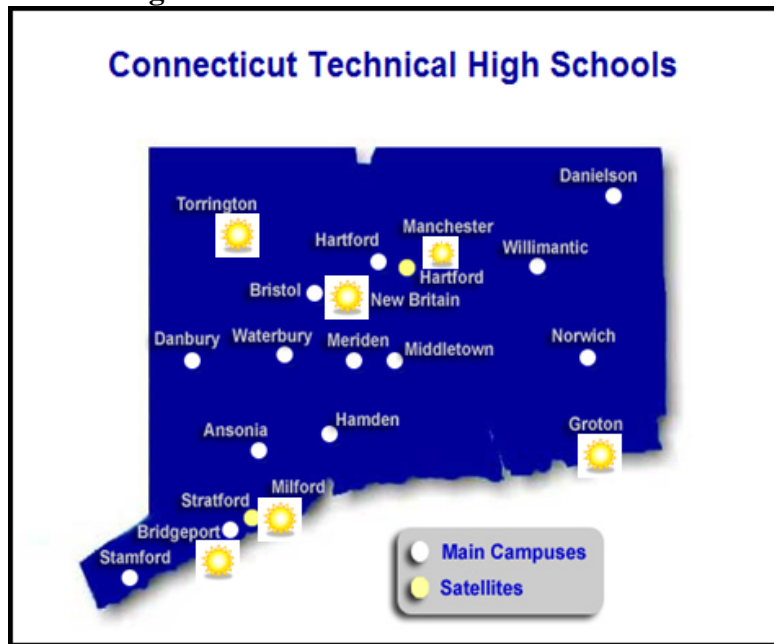 Connecticut Technical High Schools
Danielson
Torrington
Manchester
Hartford
Willimantic
Hartford
Bristol
New Britain
Danbury
Waterbury
Meriden
Middletown
Norwich
Hamden
Ansonia
Groton
Milford
Stratford
Bridgeport
Stamford
Main Campuses
Satellites